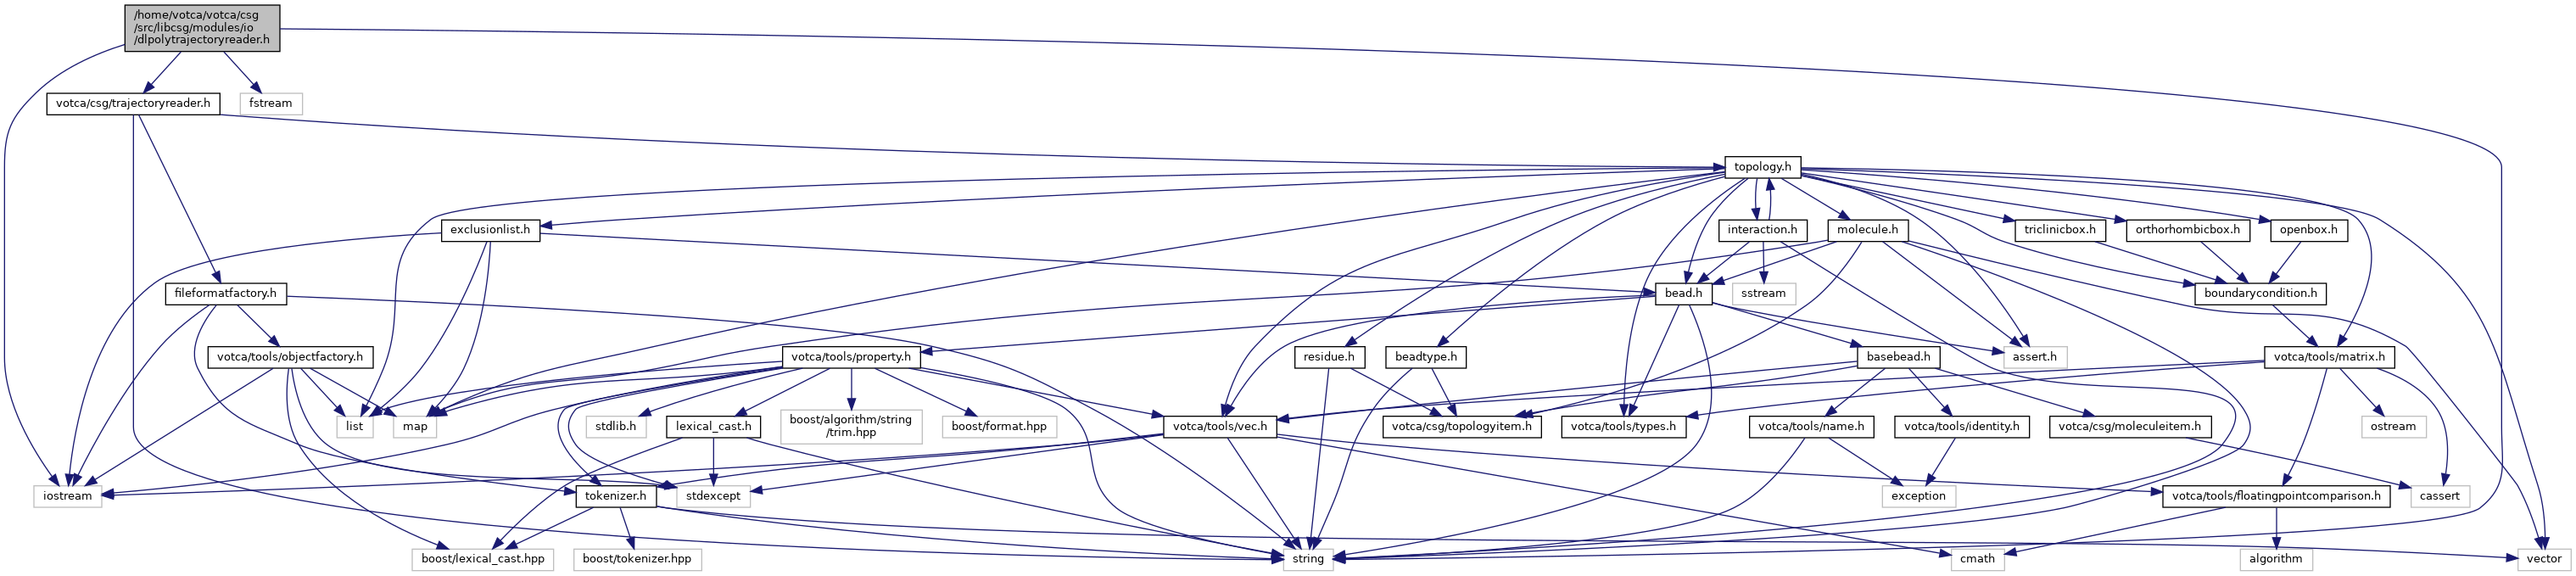 /home/votca/votca/csg
/src/libcsg/modules/io
/dlpolytrajectoryreader.h
votca/csg/trajectoryreader.h
fstream
topology.h
exclusionlist.h
interaction.h
molecule.h
triclinicbox.h
orthorhombicbox.h
openbox.h
fileformatfactory.h
bead.h
sstream
boundarycondition.h
votca/tools/objectfactory.h
votca/tools/property.h
residue.h
beadtype.h
basebead.h
assert.h
votca/tools/matrix.h
list
map
stdlib.h
lexical_cast.h
boost/algorithm/string
/trim.hpp
boost/format.hpp
votca/tools/vec.h
votca/csg/topologyitem.h
votca/tools/types.h
votca/tools/name.h
votca/tools/identity.h
votca/csg/moleculeitem.h
ostream
iostream
tokenizer.h
stdexcept
exception
votca/tools/floatingpointcomparison.h
cassert
boost/lexical_cast.hpp
boost/tokenizer.hpp
string
cmath
algorithm
vector